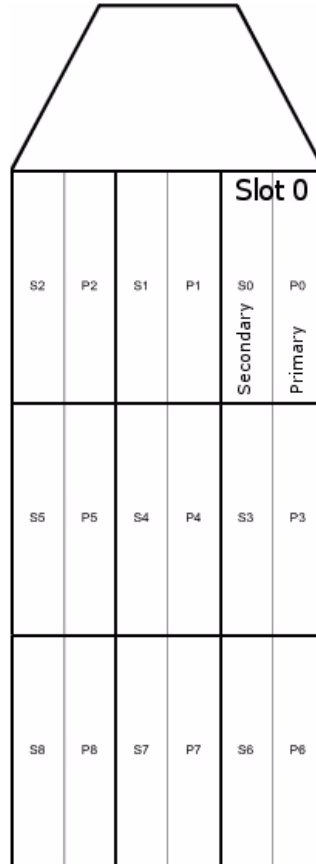 Slot 0
S2 P2 S1 P1 S0 P0
Secondary Primary
S5 P5 S4 P4 S3 P3
S8 P8 S7 P7 S6 P6